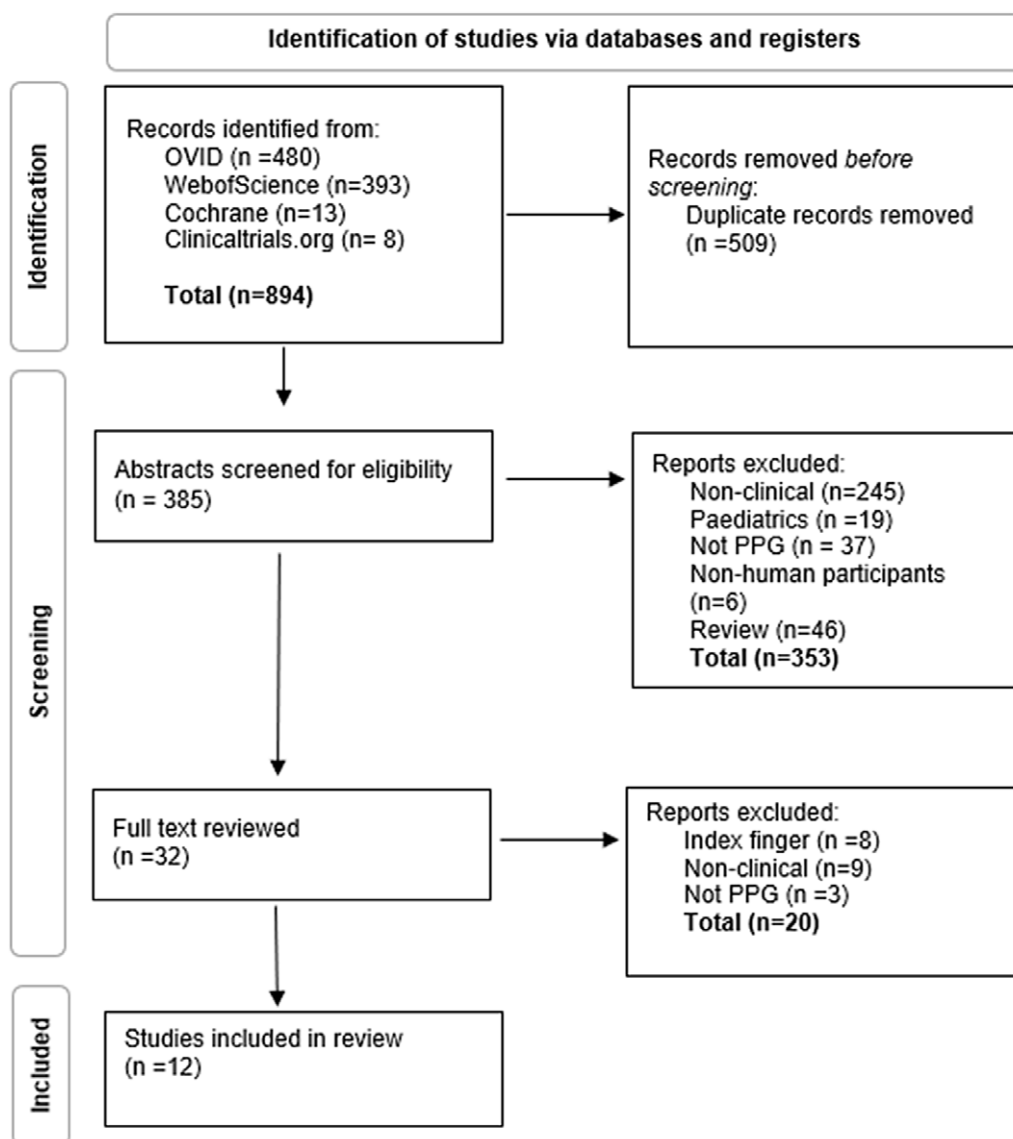 Identification of studies via databases and registers
Identification
Records identified from:
OVID (n =480)
WebofScience (n=393)
Cochrane (n=13)
Clinicaltrials.org (n= 8)
Total (n=894)
Records removed before
screening:
Duplicate records removed
(n =509)
Screening
Abstracts screened for eligibility
(n = 385)
Reports excluded:
Non-clinical (n=245)
Paediatrics (n =19)
Not PPG (n = 37)
Non-human participants
(n=6)
Review (n=46)
Total (n=353)
Full text reviewed
(n =32)
Reports excluded:
Index finger (n =8)
Non-clinical (n=9)
Not PPG (n =3)
Total (n=20)
Included
Studies included in review
(n =12)